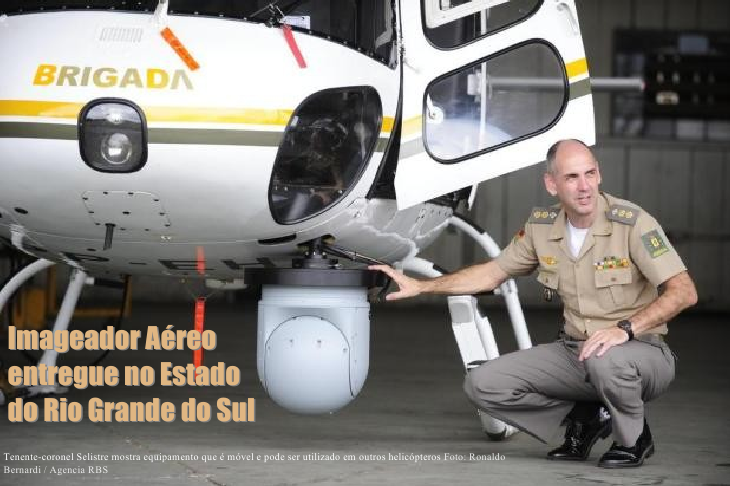 BRIGADA
Imageador Aéreo
entregue no Estado
do Rio Grande do Sul
Tenente-coronel Selistre mostra equipamento que é móvel e pode ser utilizado em outros helicópteros Foto: Ronaldo
Bernardi / Agencia RBS